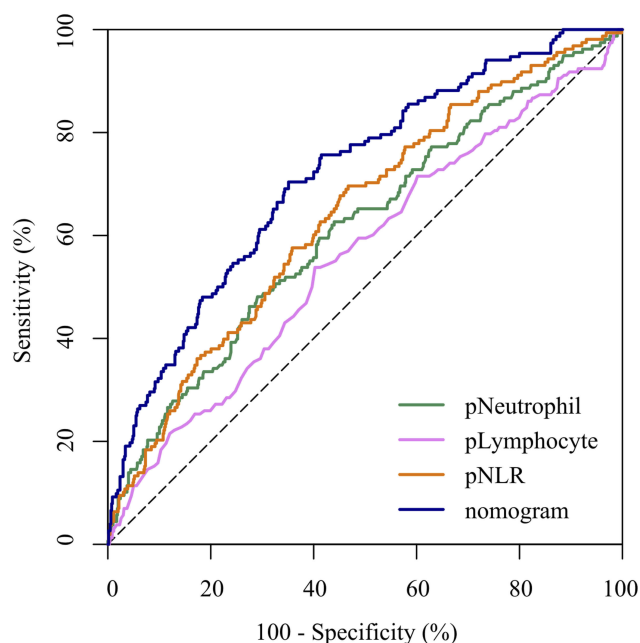 100
80
60
40
20
0
Sensitivity (%)
pNeutrophil
pLymphocyte
pNLR
nomogram
0 20 40 60 80 100
100 - Specificity (%)